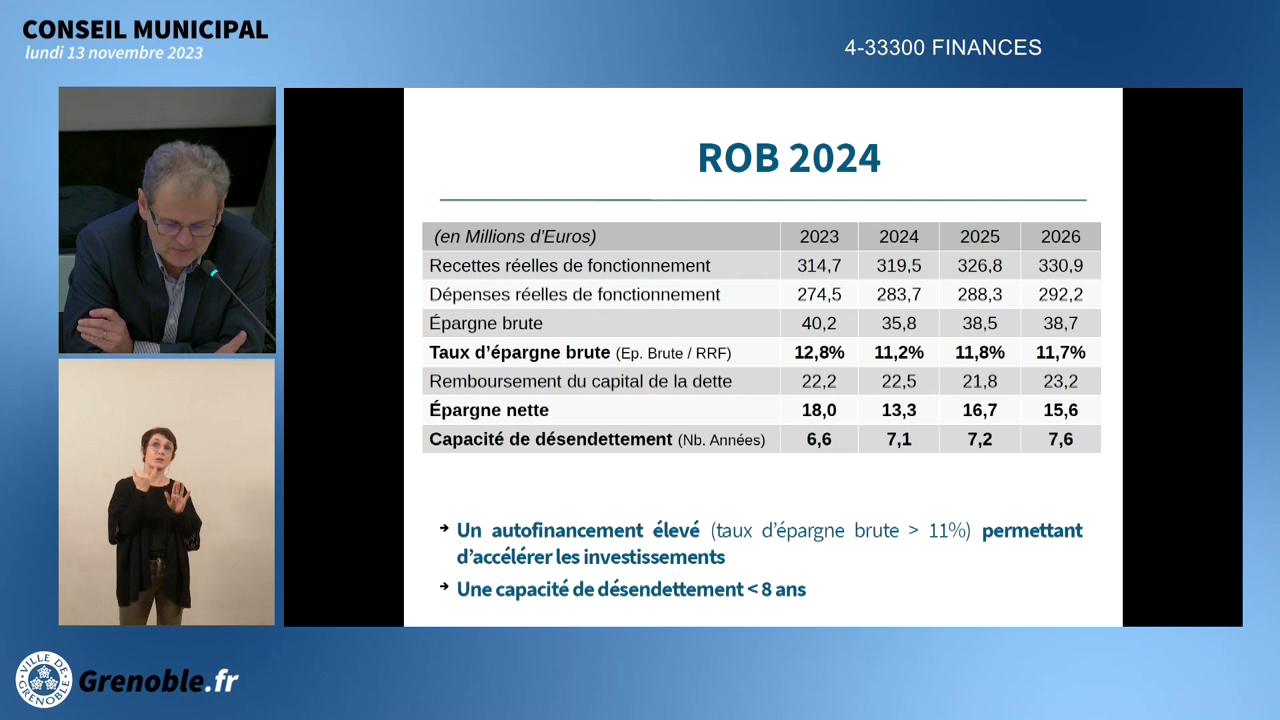 CONSEIL MUNICIPAL
lundi 13 novembre 2023
4-33300 FINANCES
ROB 2024
(en Millions d'Euros) 2023 2024 2025 2026
Recettes réelles de fonctionnement 314,7 319,5 326,8 330,9
Dépenses réelles de fonctionnement 274,5 283,7 288,3 292,2
Épargne brute 40,2 35,8 38,5 38,7
Taux d'épargne brute (Ep. Brute / RRF) 12,8% 11,2% 11,8% 11,7%
Remboursement du capital de la dette 22,2 22,5 21,8 23,2
Épargne nette 18,0 13,3 16,7 15,6
Capacité de désendettement (Nb. Années) 6,6 7,1 7,2 7,6
Un autofinancement élevé (taux d'épargne brute > 11%) permettant
d'accélérer les investissements
Une capacité de désendettement < 8 ans
VILLE DE GRENOBLE
Grenoble.fr